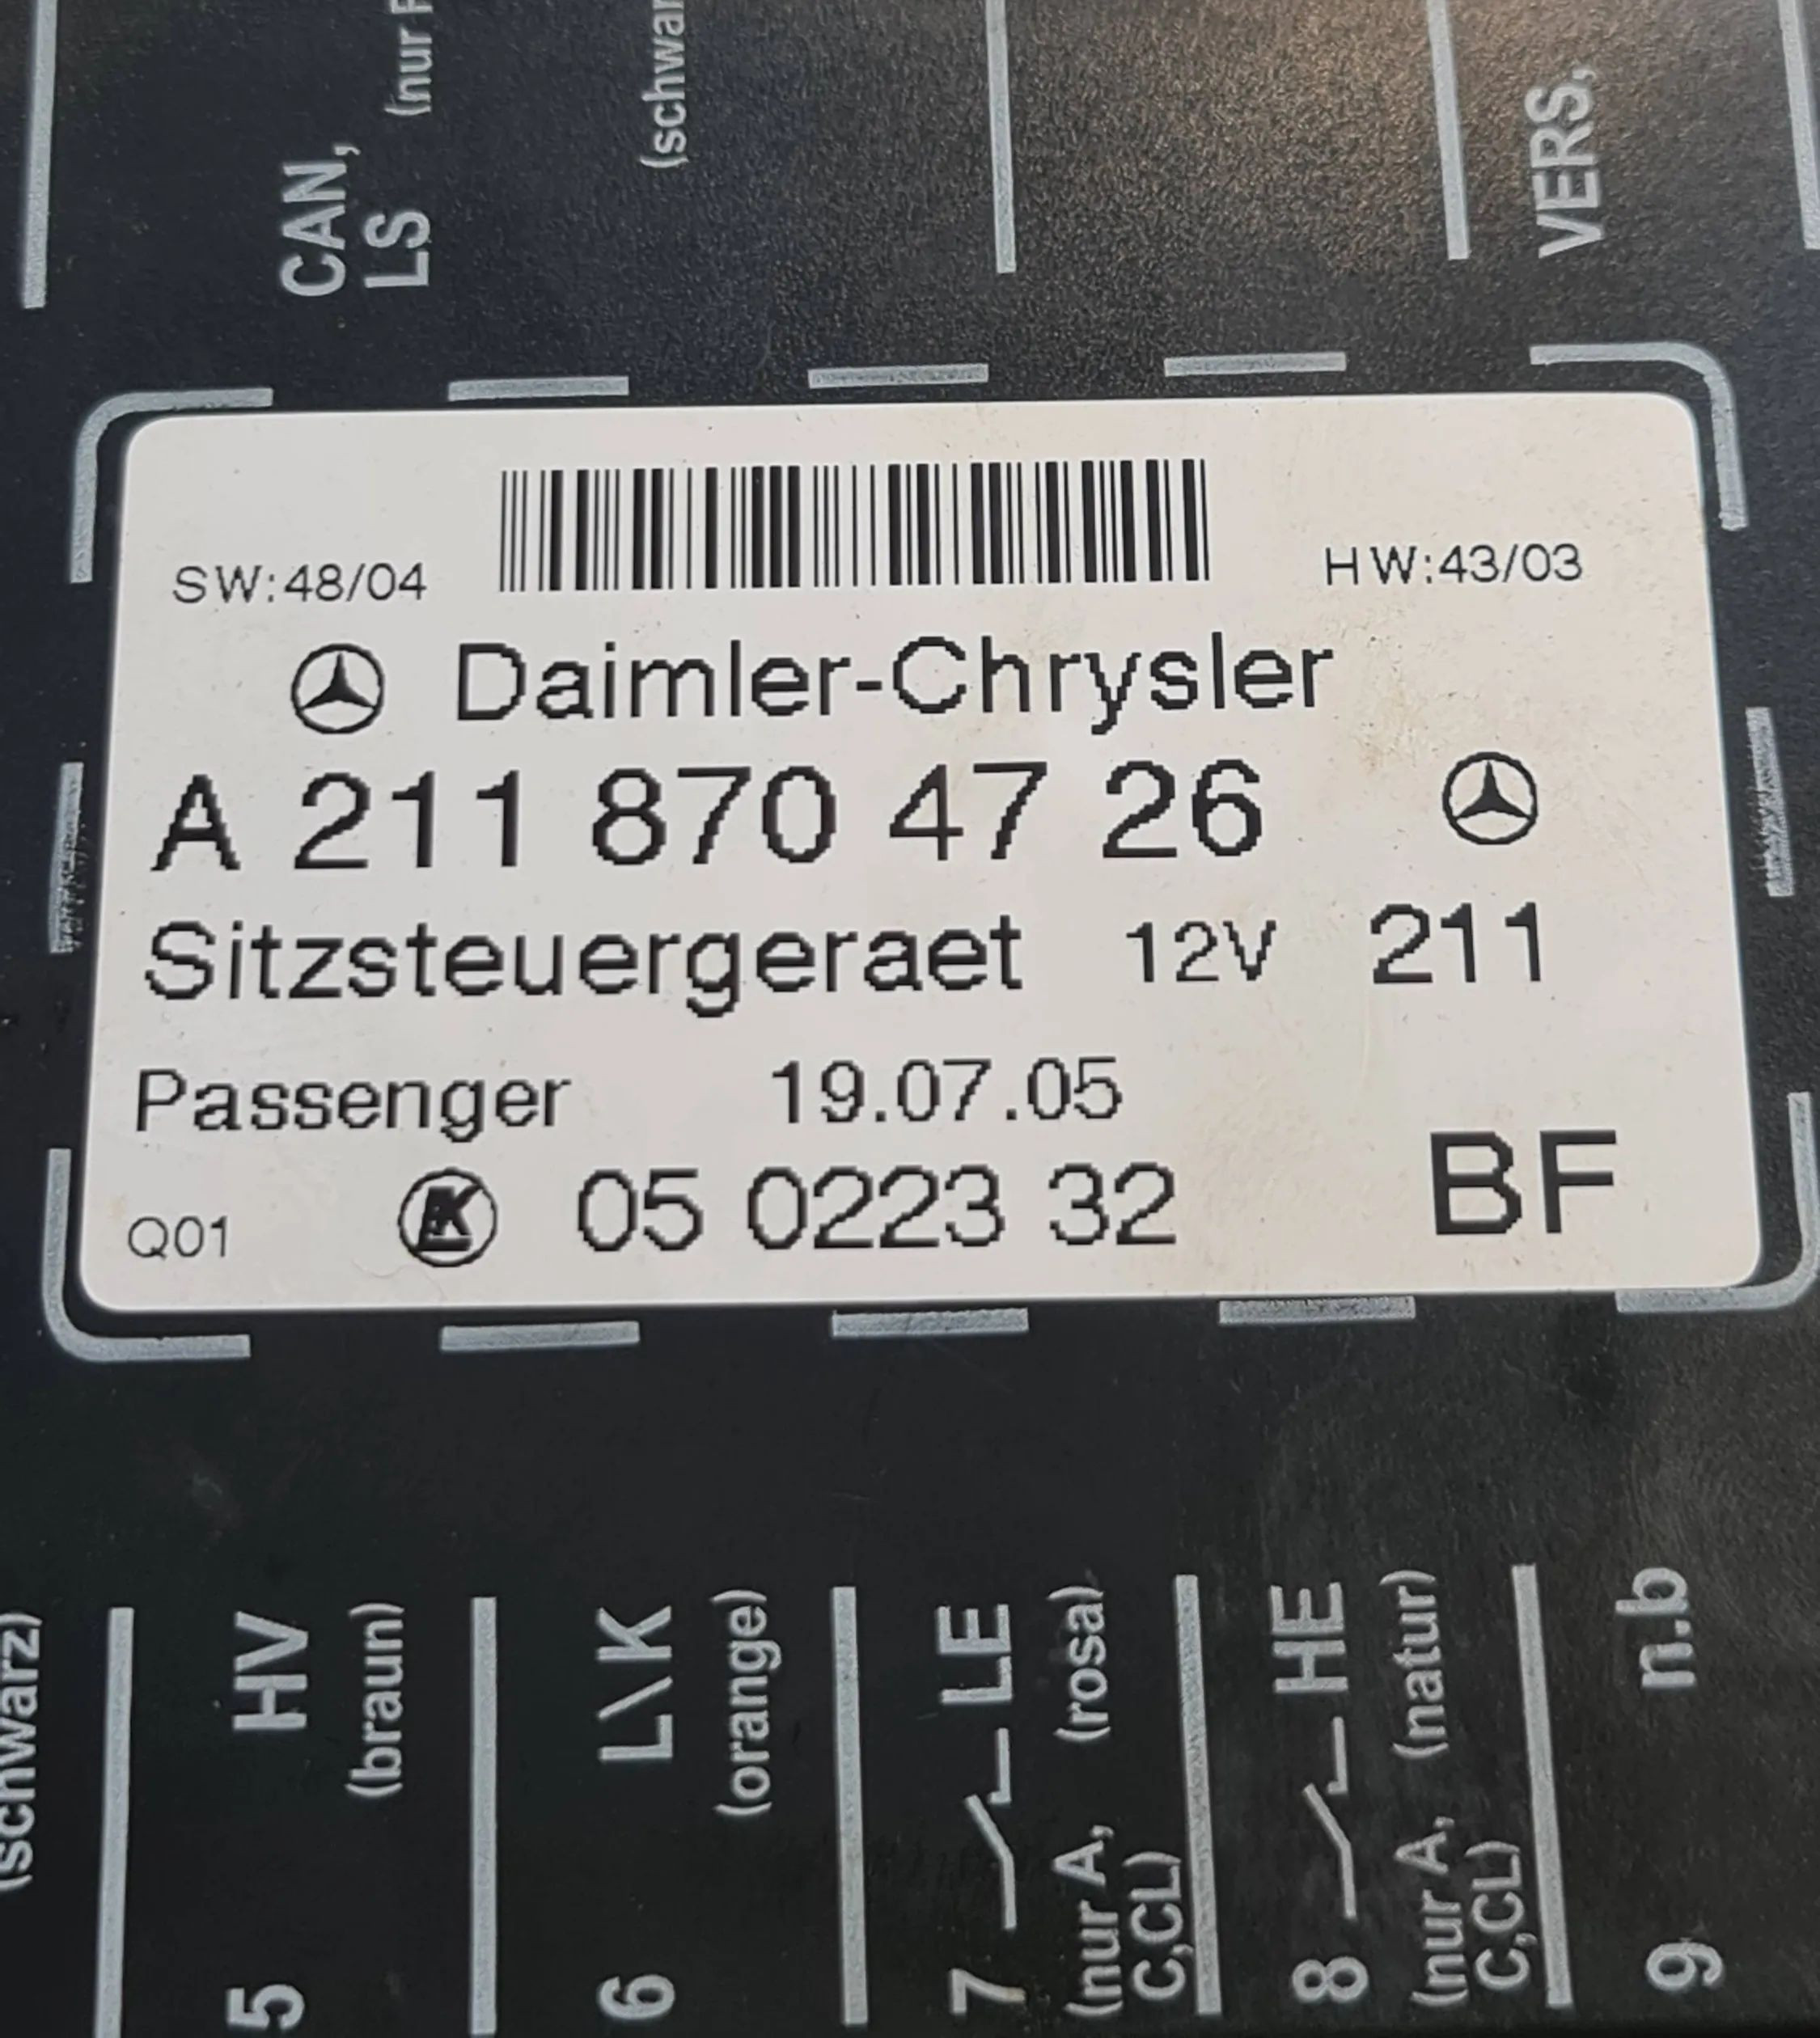 CAN,
LS (nur
VERS,
SW:48/04
HW:43/03
Daimler-Chrysler
A 211 870 47 26
Sitzsteuergeraet 12V 211
Passenger 19.07.05
Q01 05 0223 32 BF
(schwarz)
5 HV
(braun)
6 L\K
(orange)
7 LE
(nur A, (rosa)
C,CL)
8 HE
(nur A, (natur)
C,CL)
9 n.b